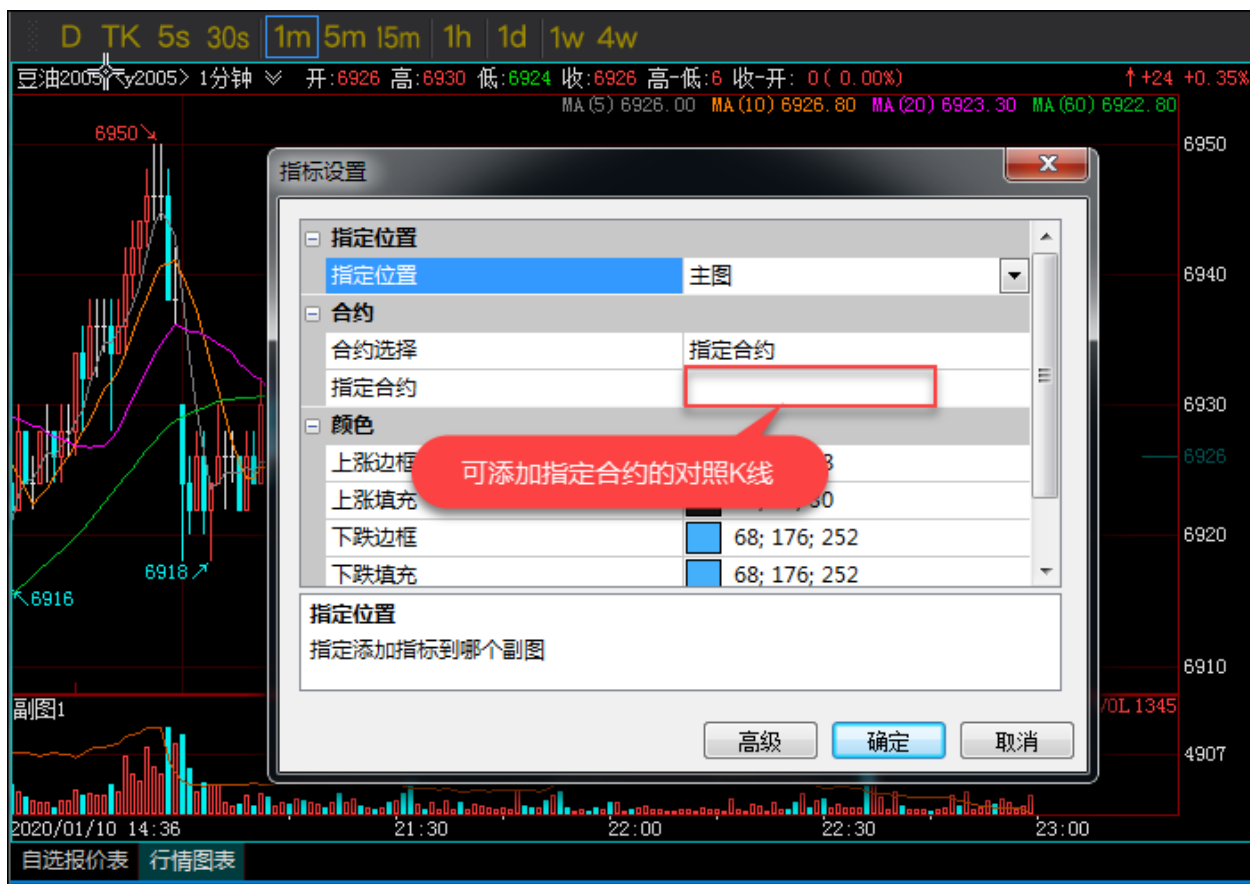 D TK 5s 30s 1m 5m 15m 1h 1d 1w 4w
豆油2005<y2005> 1分钟 开:6926 高:6930 低:6924 收:6926 高-低:6 收-开: 0( 0.00%) ↑+24 +0.35%
MA(5) 6926.00 MA(10) 6926.80 MA(20) 6923.30 MA(60) 6922.80
6950
6950
指标设置
X
指定位置
指定位置 主图
6940
合约
合约选择 指定合约
指定合约
6930
颜色
上涨边框
可添加指定合约的对照K线
6926
上涨填充
下跌边框 68; 176; 252
6920
下跌填充 68; 176; 252
6918
6916
指定位置
指定添加指标到哪个副图
6910
副图1
VOL 1345
高级 确定 取消
4907
2020/01/10 14:36 21:30 22:00 22:30 23:00
自选报价表 行情图表